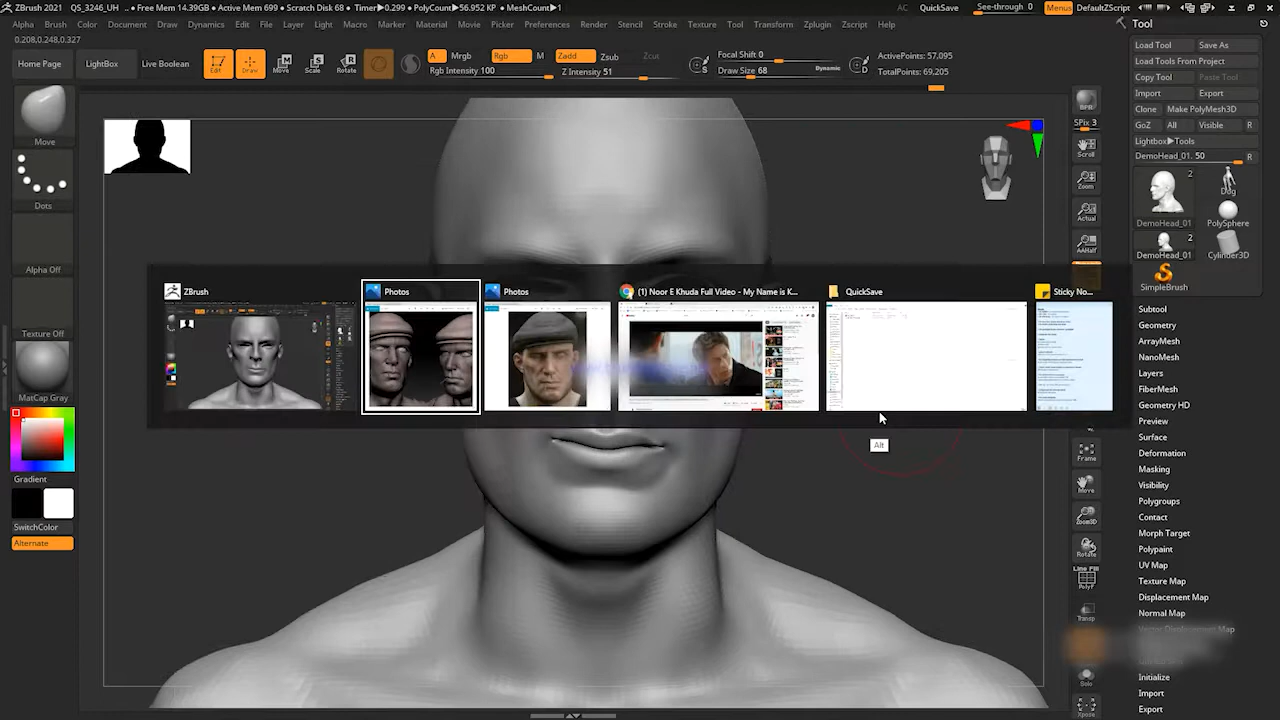 ZBrush 2021 QS_3246_UH... • Free Mem 14.39GB • Active Mem 699 • Scratch Disk 68 • Timer▶0.299 • PolyCount▶56.952 KP • MeshCount▶1
AC QuickSave See-through 0 Menus DefaultZScript
Alpha Brush Color Document Draw Dynamics Edit File Layer Light Macro Marker Material Movie Picker Preferences Render Stencil Stroke Texture Tool Transform Zplugin Zscript Help
Tool
0.208,0.248,0.327
Home Page LightBox Live Boolean
Edit Draw Move Scale Rotate
A Mrgb Rgb M Zadd Zsub Zcut
Rgb Intensity 100 Z Intensity 51
Focal Shift 0
Draw Size 68 Dynamic
S D
ActivePoints: 57,095
TotalPoints: 69,205
Load Tool Save As
Load Tools From Project
Copy Tool Paste Tool
Import Export
Clone Make PolyMesh3D
GoZ All Visible R
Lightbox▶Tools
DemoHead_01. 50 R
2
DemoHead_01 PolySphere
2
DemoHead_01 Cylinder3D
SimpleBrush
Move
Dots
Alpha Off
Texture Off
MatCap Gray
Gradient
SwitchColor
Alternate
BPR
SPix 3
Scroll
Zoom
Actual
AAHalf
Frame
Move
Zoom3D
Rotate
Line Fill
PolyF
Transp
Solo
Xpose
ZBrush
Photos
Photos
(1) Noor E Khuda Full Video - My Name is K...
QuickSave
Sticky No...
Alt
Subtool
Geometry
ArrayMesh
NanoMesh
Layers
FiberMesh
Geometry HD
Preview
Surface
Deformation
Masking
Visibility
Polygroups
Contact
Morph Target
Polypaint
UV Map
Texture Map
Displacement Map
Normal Map
Vector Displacement Map
Initialize
Import
Export